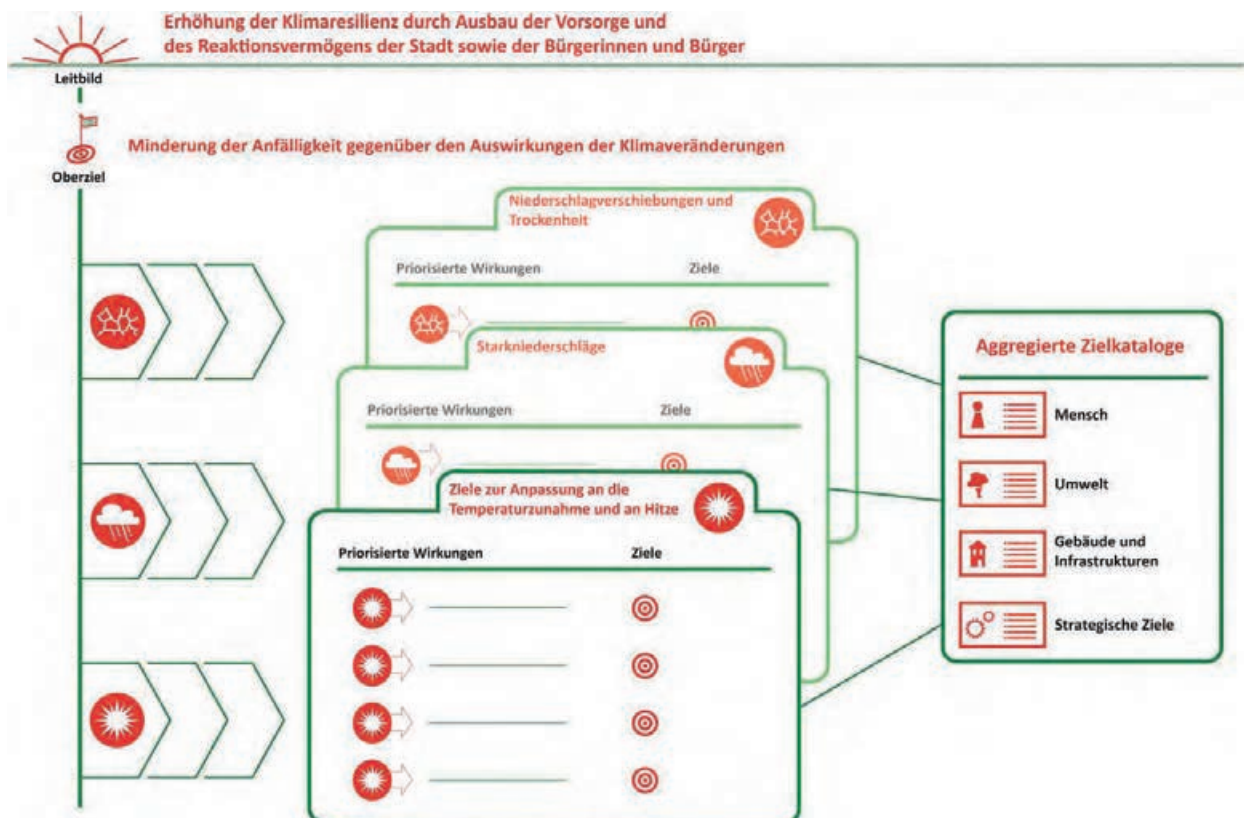 Erhöhung der Klimaresilienz durch Ausbau der Vorsorge und
des Reaktionsvermögens der Stadt sowie der Bürgerinnen und Bürger
Leitbild
Minderung der Anfälligkeit gegenüber den Auswirkungen der Klimaveränderungen
Oberziel
Niederschlagverschiebungen und
Trockenheit
Priorisierte Wirkungen
Ziele
Starkniederschläge
Priorisierte Wirkungen
Ziele
Ziele zur Anpassung an die
Temperaturzunahme und an Hitze
Priorisierte Wirkungen
Ziele
Aggregierte Zielkataloge
Mensch
Umwelt
Gebäude und
Infrastrukturen
Strategische Ziele